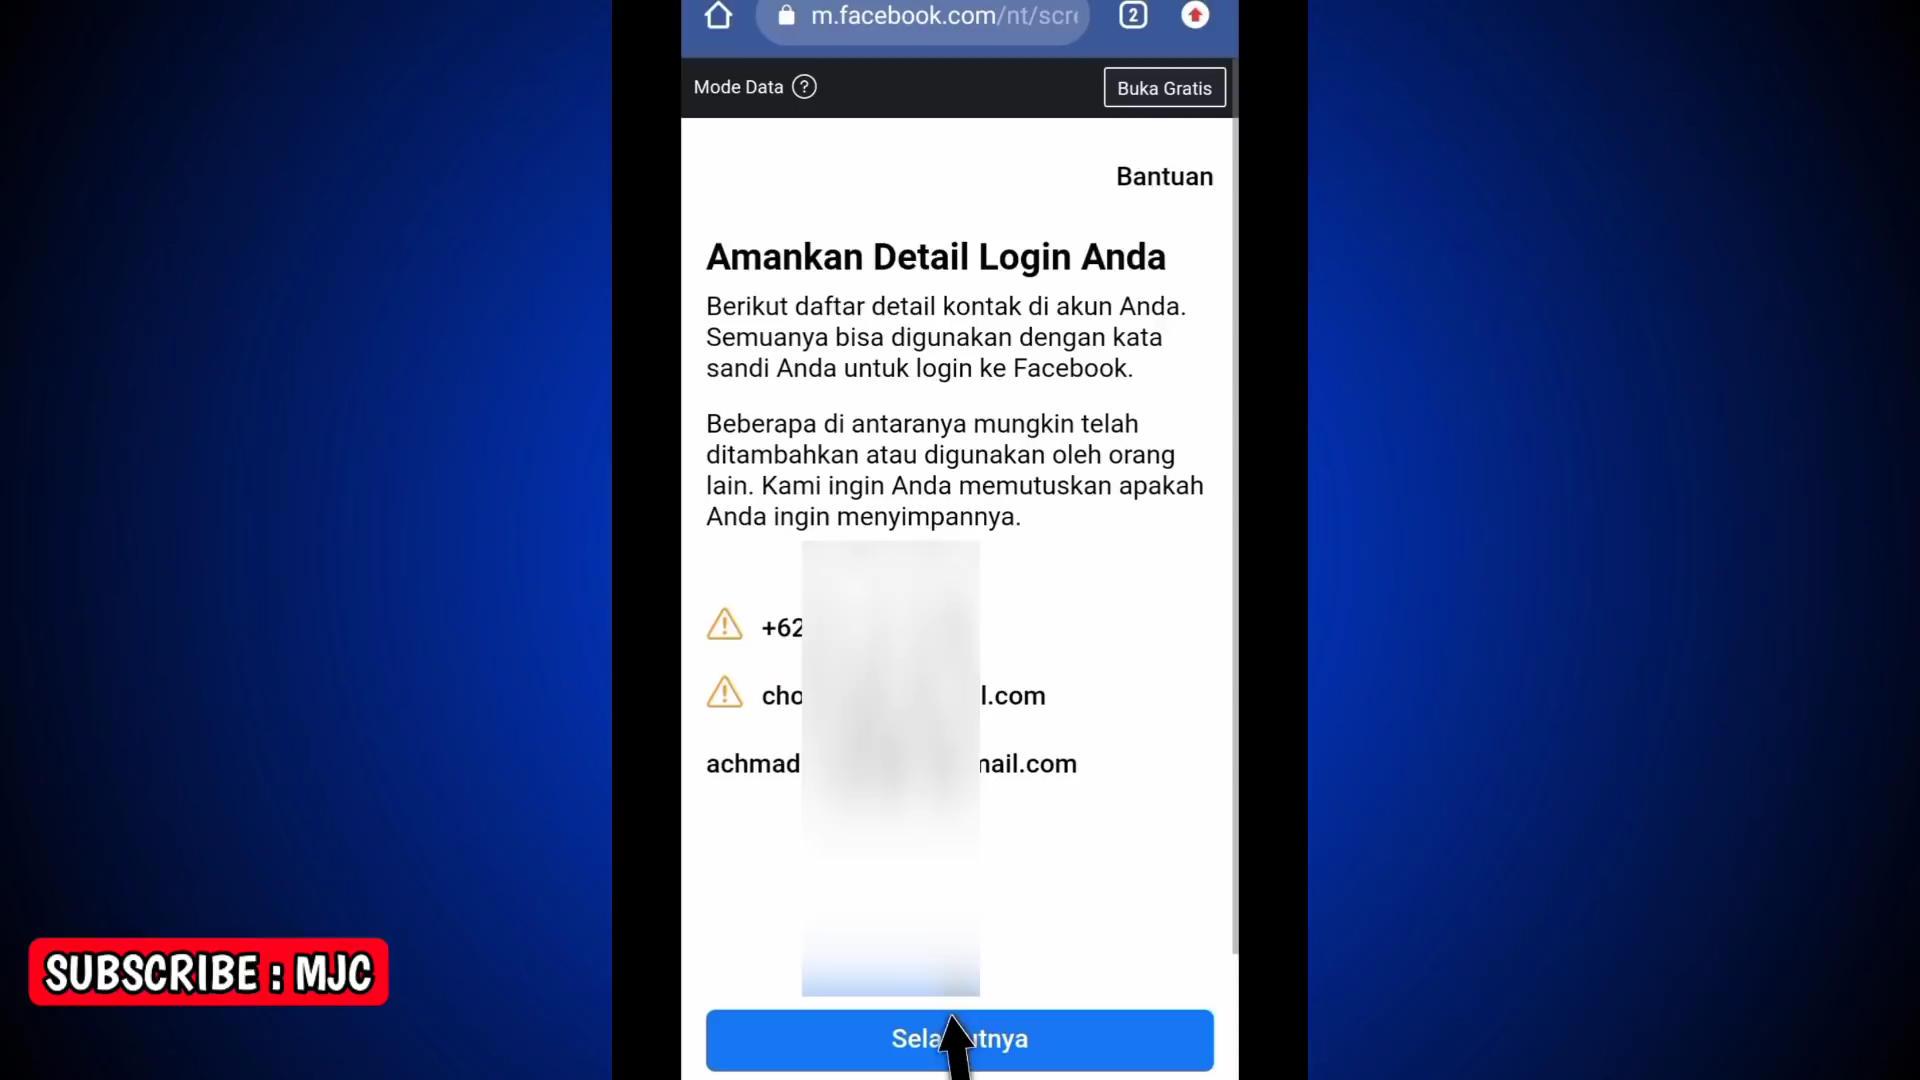 m.facebook.com/nt/scre
2
Mode Data ?
Buka Gratis
Bantuan
Amankan Detail Login Anda
Berikut daftar detail kontak di akun Anda.
Semuanya bisa digunakan dengan kata
sandi Anda untuk login ke Facebook.
Beberapa di antaranya mungkin telah
ditambahkan atau digunakan oleh orang
lain. Kami ingin Anda memutuskan apakah
Anda ingin menyimpannya.
+62
cho l.com
achmad mail.com
SUBSCRIBE : MJC